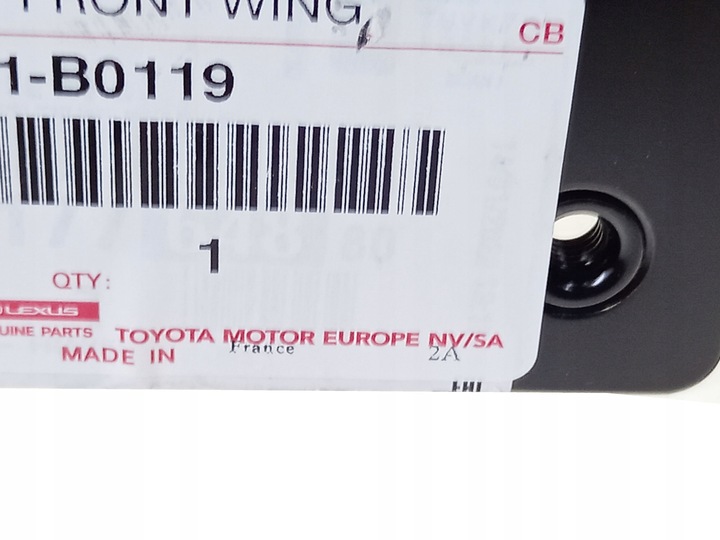 FRONT WING,
CB
1-B0119
1
QTY:
LEXUS
UINE PARTS TOYOTA MOTOR EUROPE NV/SA
MADE IN France 2A